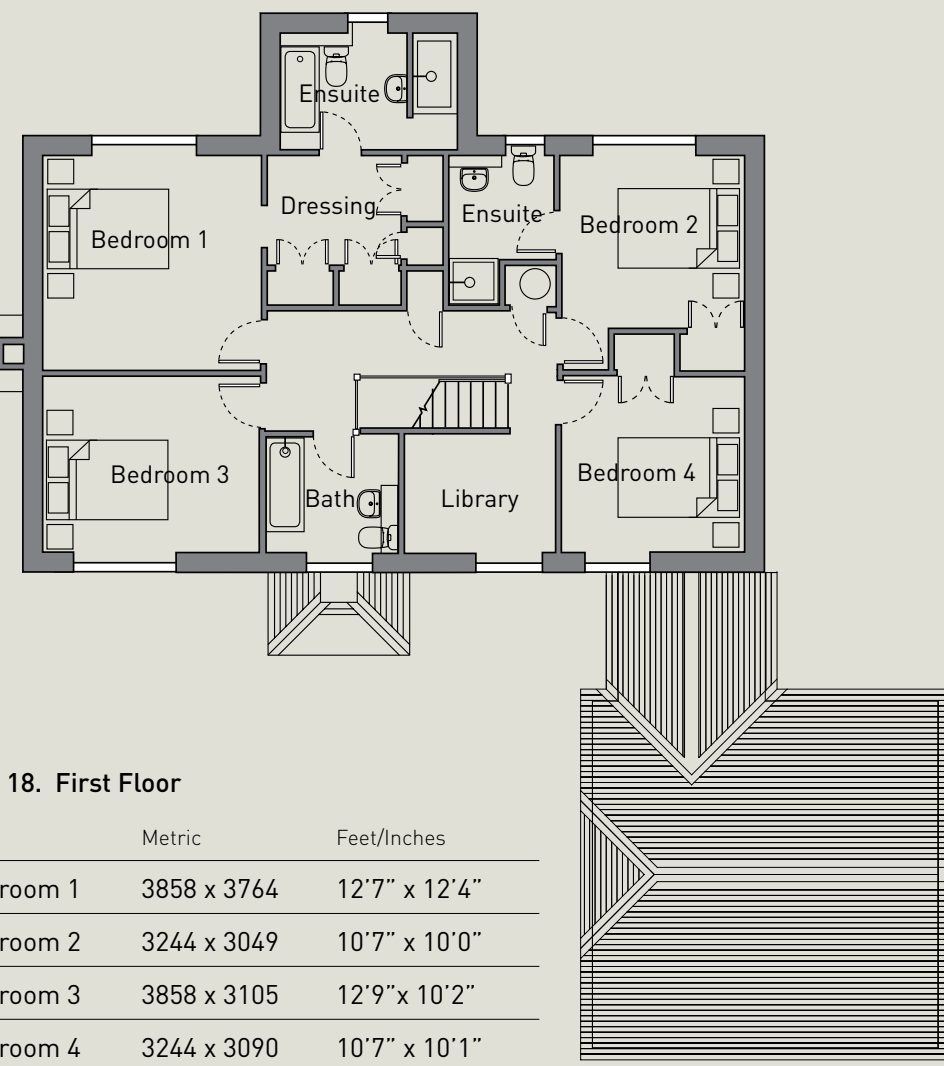 Ensuite
Dressing
Ensuite
Bedroom 1
Bedroom 2
Bedroom 3
Bath
Library
Bedroom 4
18. First Floor
Metric Feet/Inches
room 1 3858 x 3764 12’7” x 12’4”
room 2 3244 x 3049 10’7” x 10’0”
room 3 3858 x 3105 12’9”x 10’2”
room 4 3244 x 3090 10’7” x 10’1”